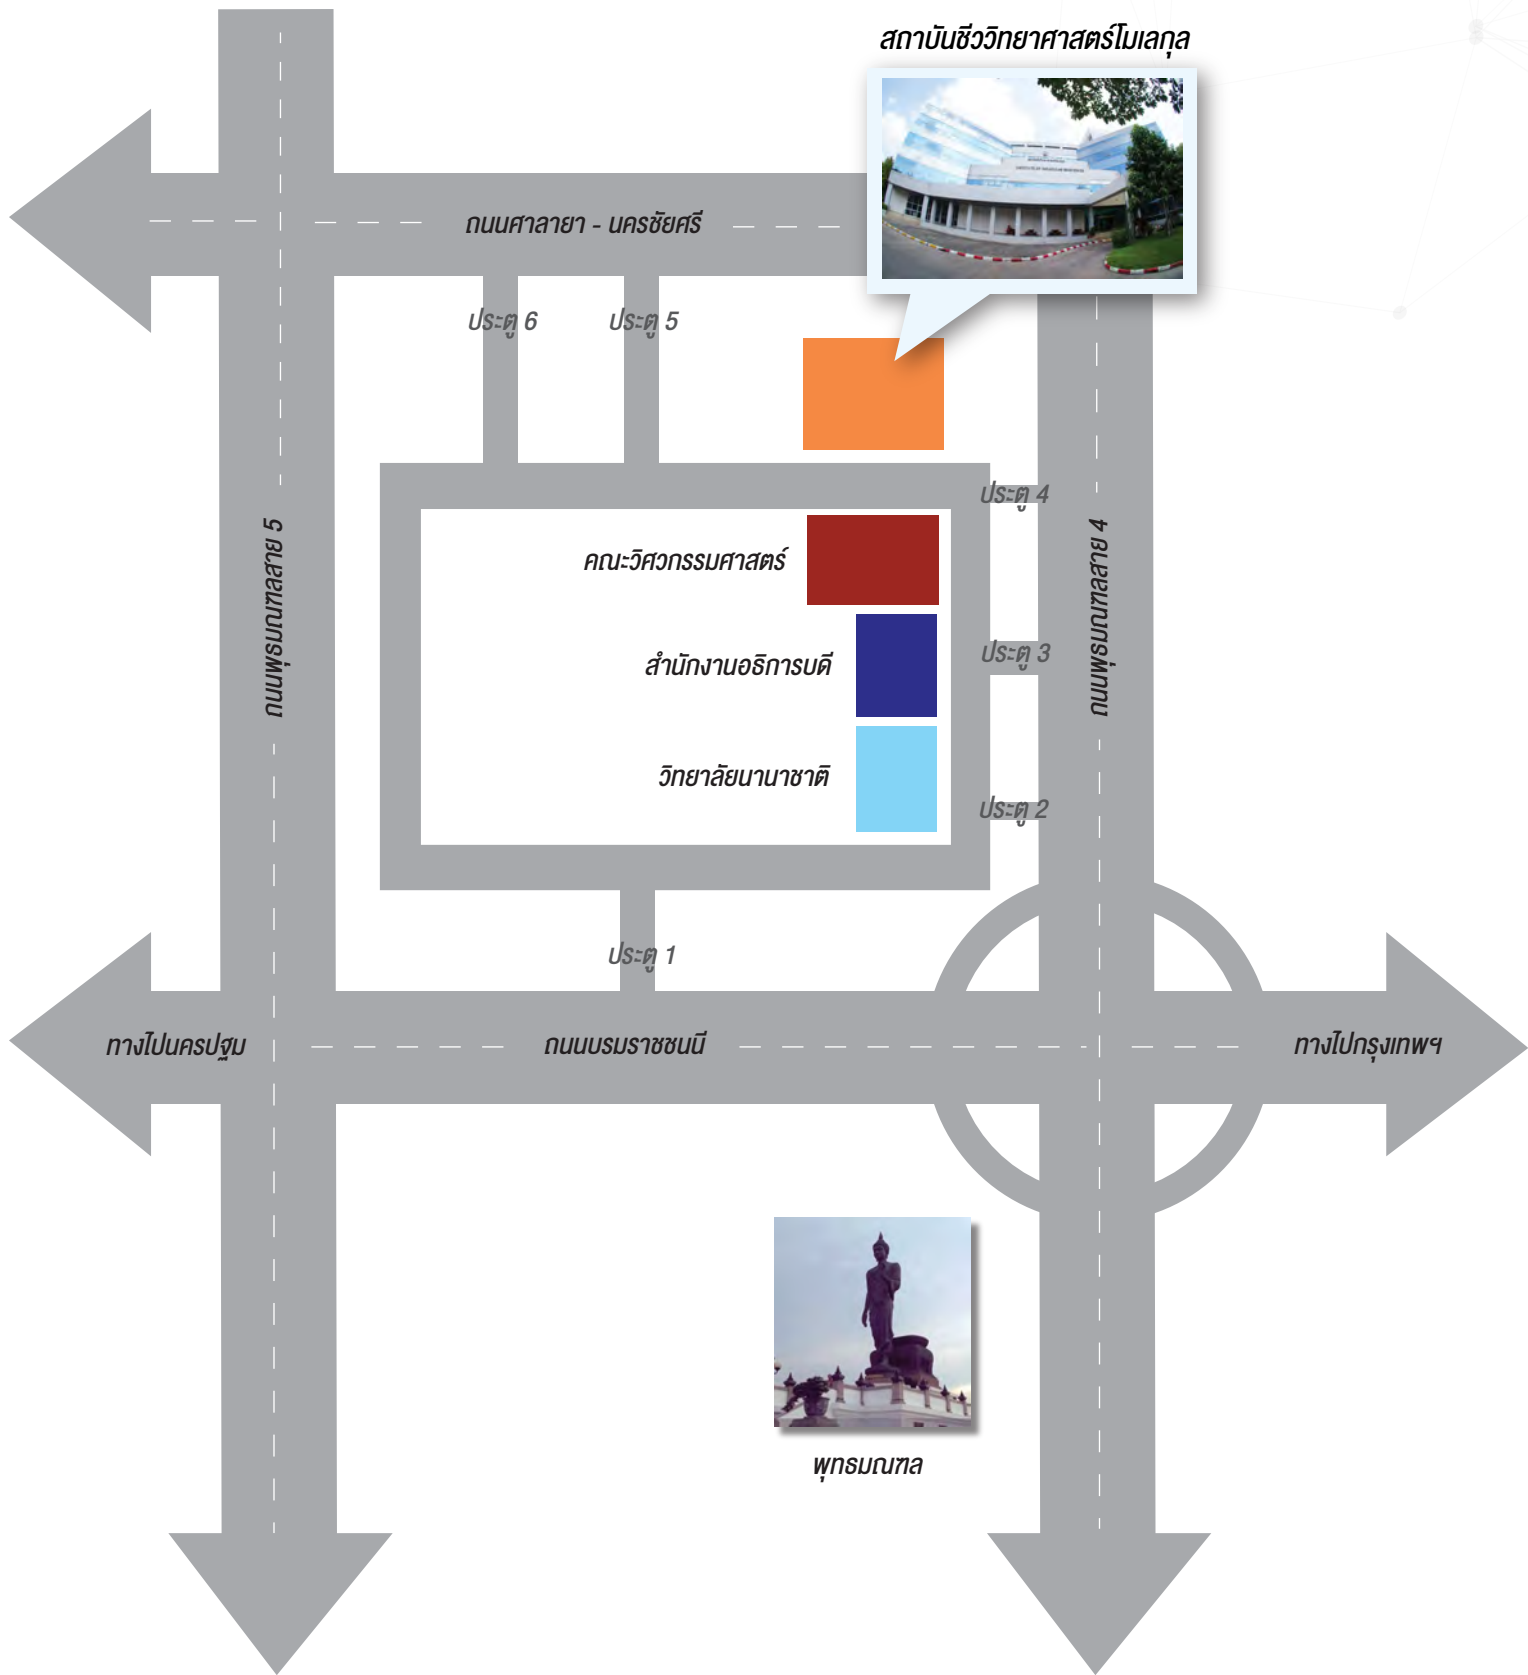 สถาบันชีววิทยาศาสตร์โมเลกุล
ถนนศาลายา - นครชัยศรี
ประตู 6
ประตู 5
ประตู 4
ถนนพุธมณฑลสาย 5
ถนนพุธมณฑลสาย 4
คณะวิศวกรรมศาสตร์
ประตู 3
สำนักงานอธิการบดี
วิทยาลัยนานาชาติ
ประตู 2
ประตู 1
ทางไปนครปฐม
ถนนบรมราชชนนี
ทางไปกรุงเทพฯ
พุทธมณฑล